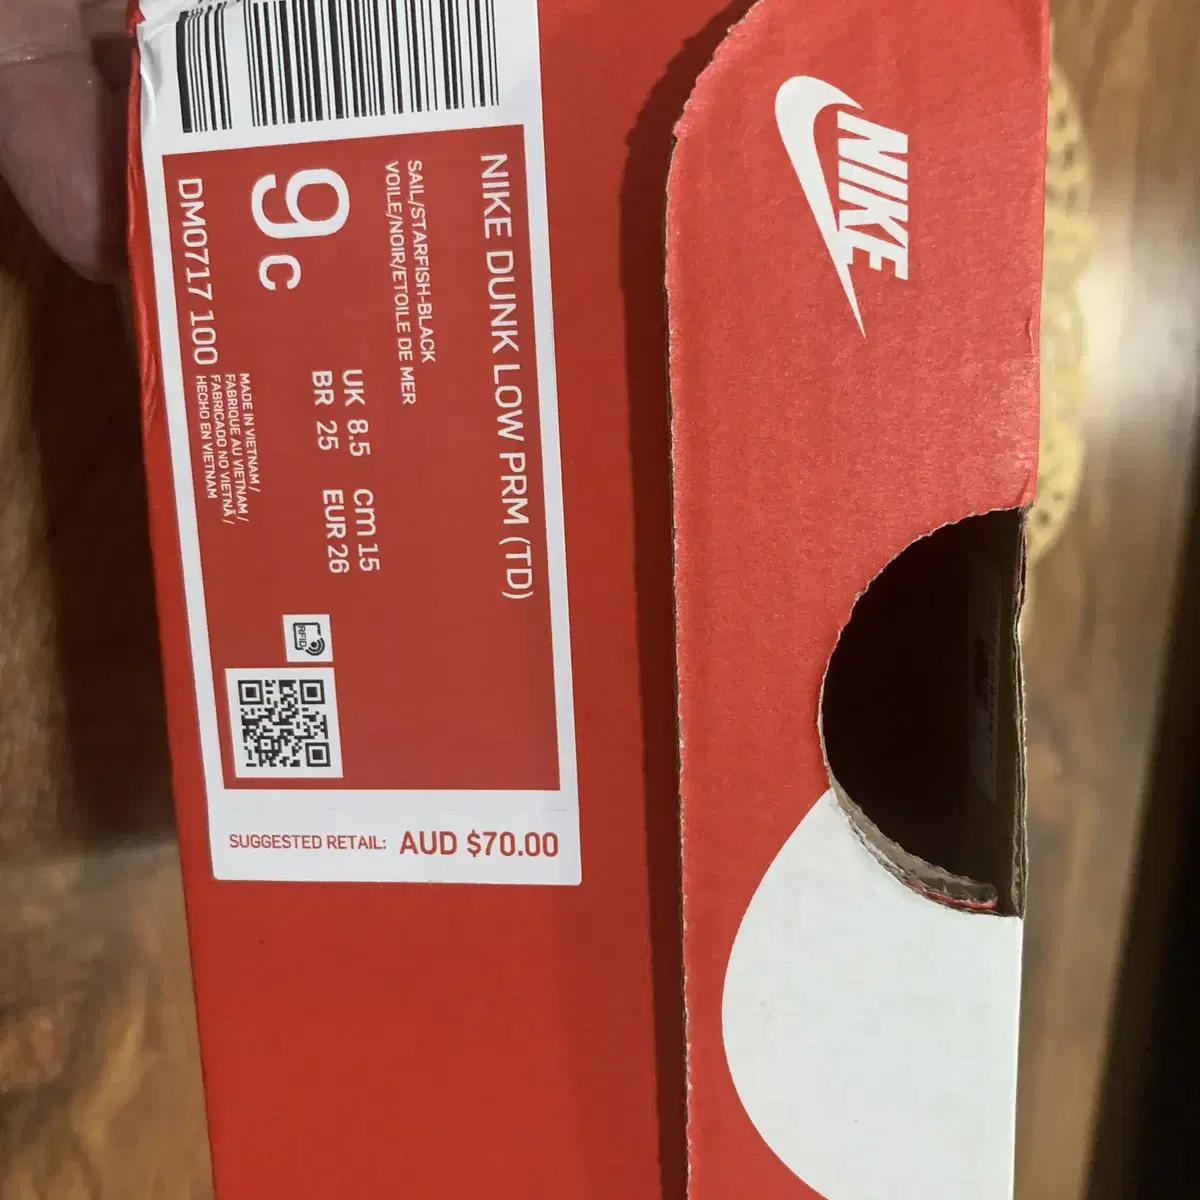 NIKE
NIKE DUNK LOW PRM (TD)
SAIL/STARFISH-BLACK
VOILE/NOIR/ETOILE DE MER
9 C
UK 8.5 cm 15
BR 25 EUR 26
DM0717 100
MADE IN VIETNAM/
FABRIQUE AU VIETNAM/
FABRICADO NO VIETNÃ/
HECHO EN VIETNAM
RFID
SUGGESTED RETAIL: AUD $70.00